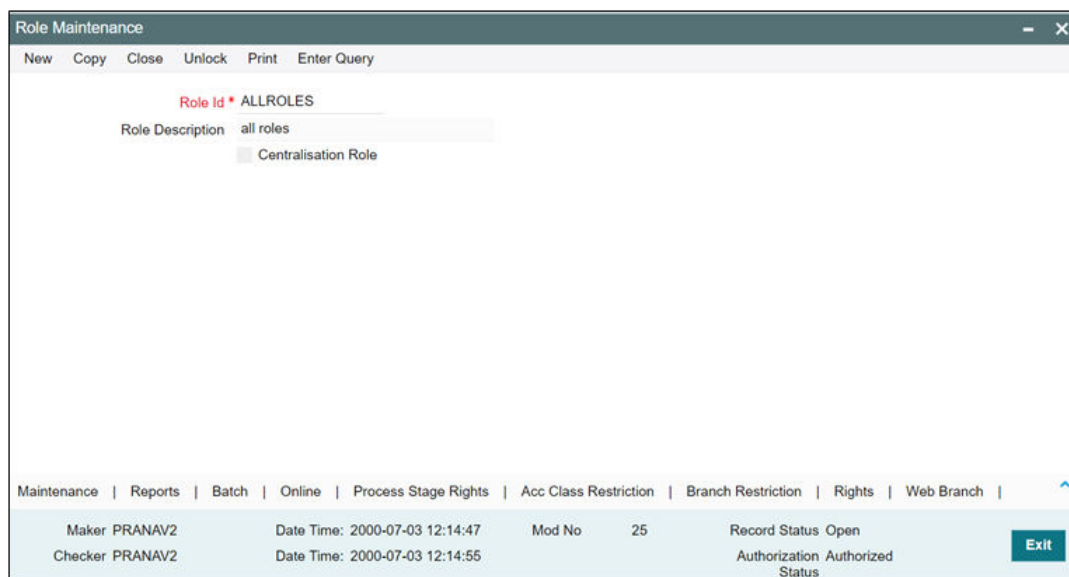 Role Maintenance
New Copy Close Unlock Print Enter Query
Role Id * ALLROLES
Role Description all roles
Centralisation Role
Maintenance | Reports | Batch | Online | Process Stage Rights | Acc Class Restriction | Branch Restriction | Rights | Web Branch |
Maker PRANAV2 Date Time: 2000-07-03 12:14:47 Mod No 25 Record Status Open
Checker PRANAV2 Date Time: 2000-07-03 12:14:55 Authorization Status Authorized
Exit